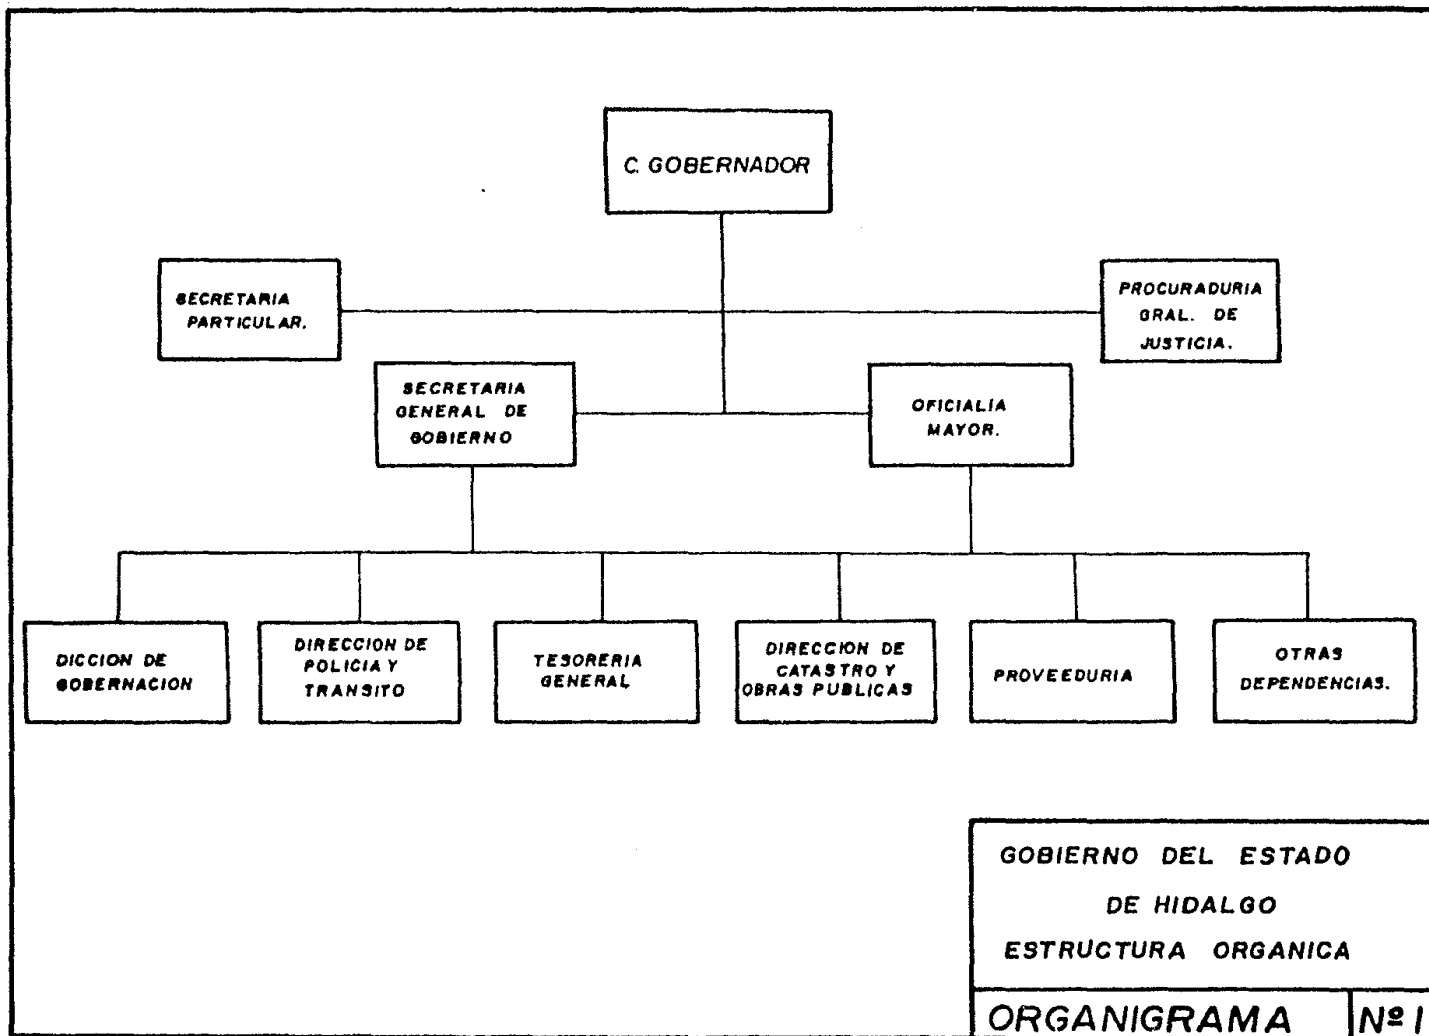 C. GOBERNADOR
SECRETARIA
PARTICULAR.
PROCURADURIA
GRAL. DE
JUSTICIA.
SECRETARIA
GENERAL DE
GOBIERNO
OFICIALIA
MAYOR.
DICCION DE
GOBERNACION
DIRECCION DE
POLICIA Y
TRANSITO
TESORERIA
GENERAL
DIRECCION DE
CATASTRO Y
OBRAS PUBLICAS
PROVEEDURIA
OTRAS
DEPENDENCIAS.
GOBIERNO DEL ESTADO
DE HIDALGO
ESTRUCTURA ORGANICA
ORGANIGRAMA Nº 1